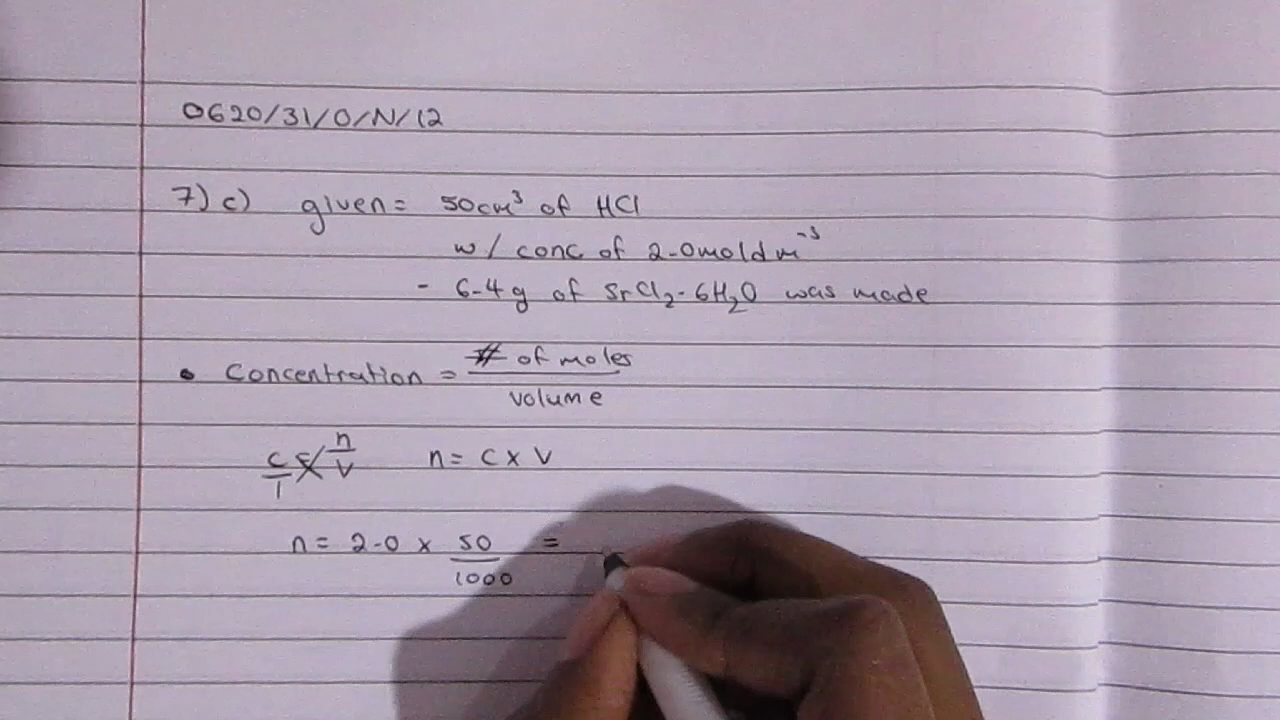 0620/31/O/N/12
7) c) given = 50cm³ of HCl
w/ conc of 2.0moldm⁻³
- 6.4g of SrCl₂.6H₂O was made
• Concentration = # of moles
volume
c/1 = n/v n = c x v
n = 2.0 x 50/1000 =